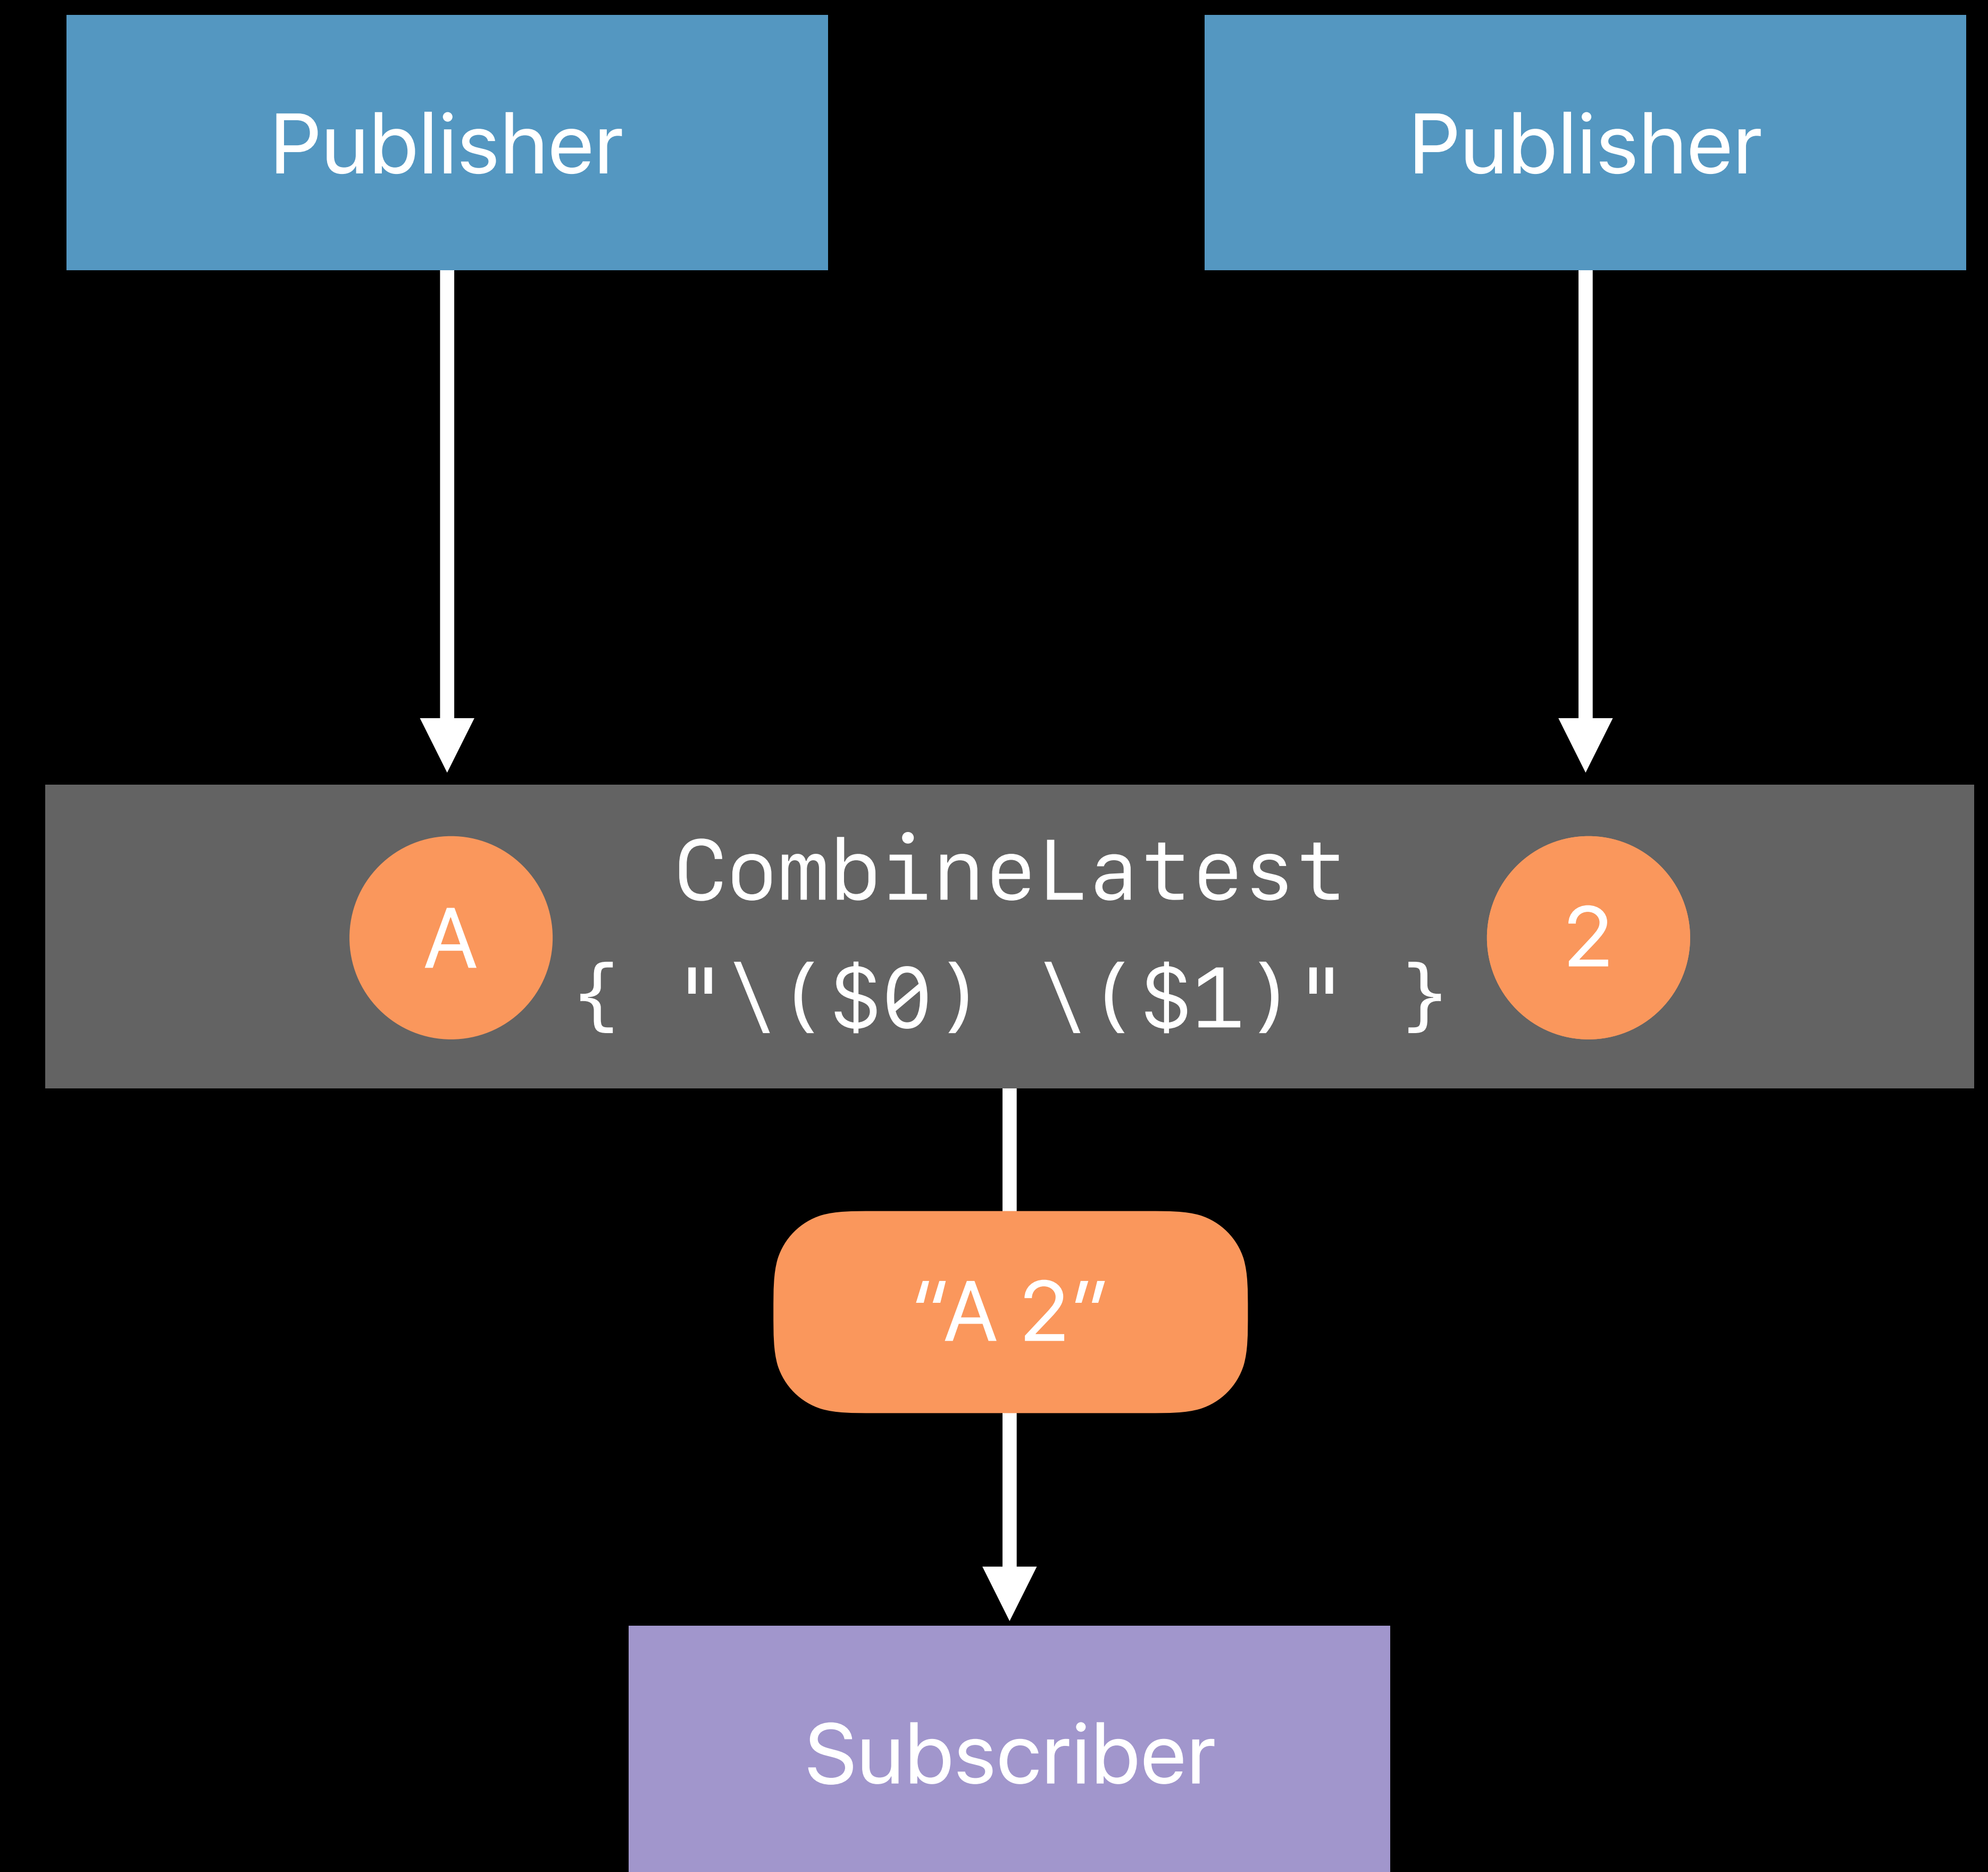 Publisher
Publisher
CombineLatest
A
2
{ "\($0) \($1)" }
“A 2”
Subscriber